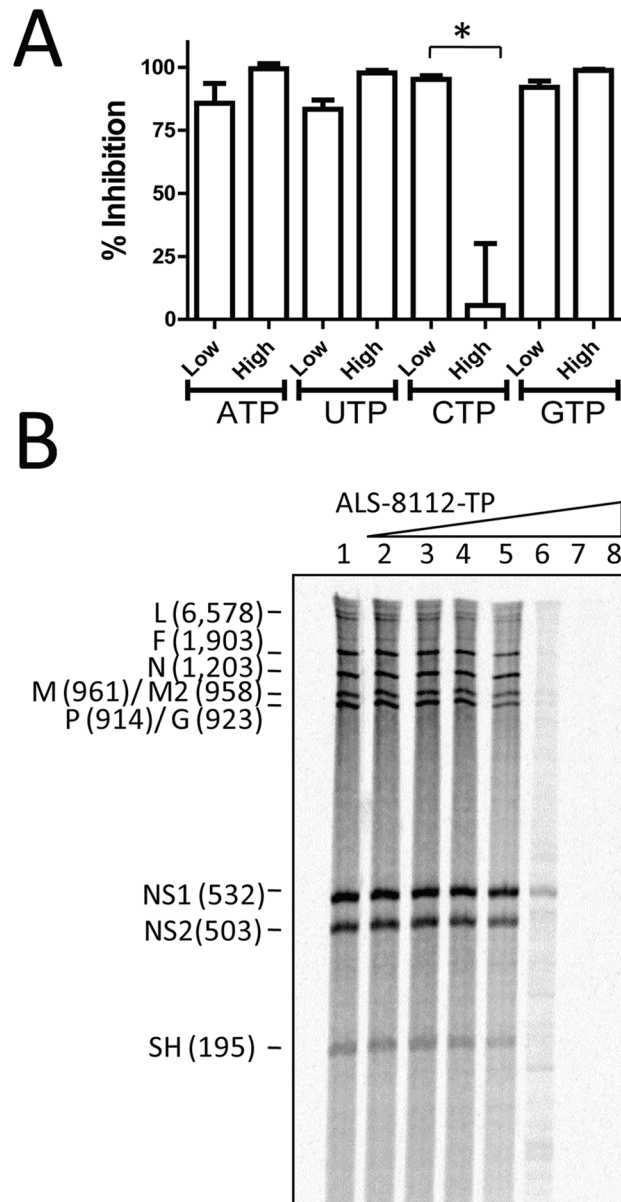 A
*
% Inhibition
100
75
50
25
0
Low High Low High Low High Low High
ATP UTP CTP GTP
B
ALS-8112-TP
1 2 3 4 5 6 7 8
L (6,578)
F (1,903)
N (1,203)
M (961)/ M2 (958)
P (914)/ G (923)
NS1 (532)
NS2(503)
SH (195)